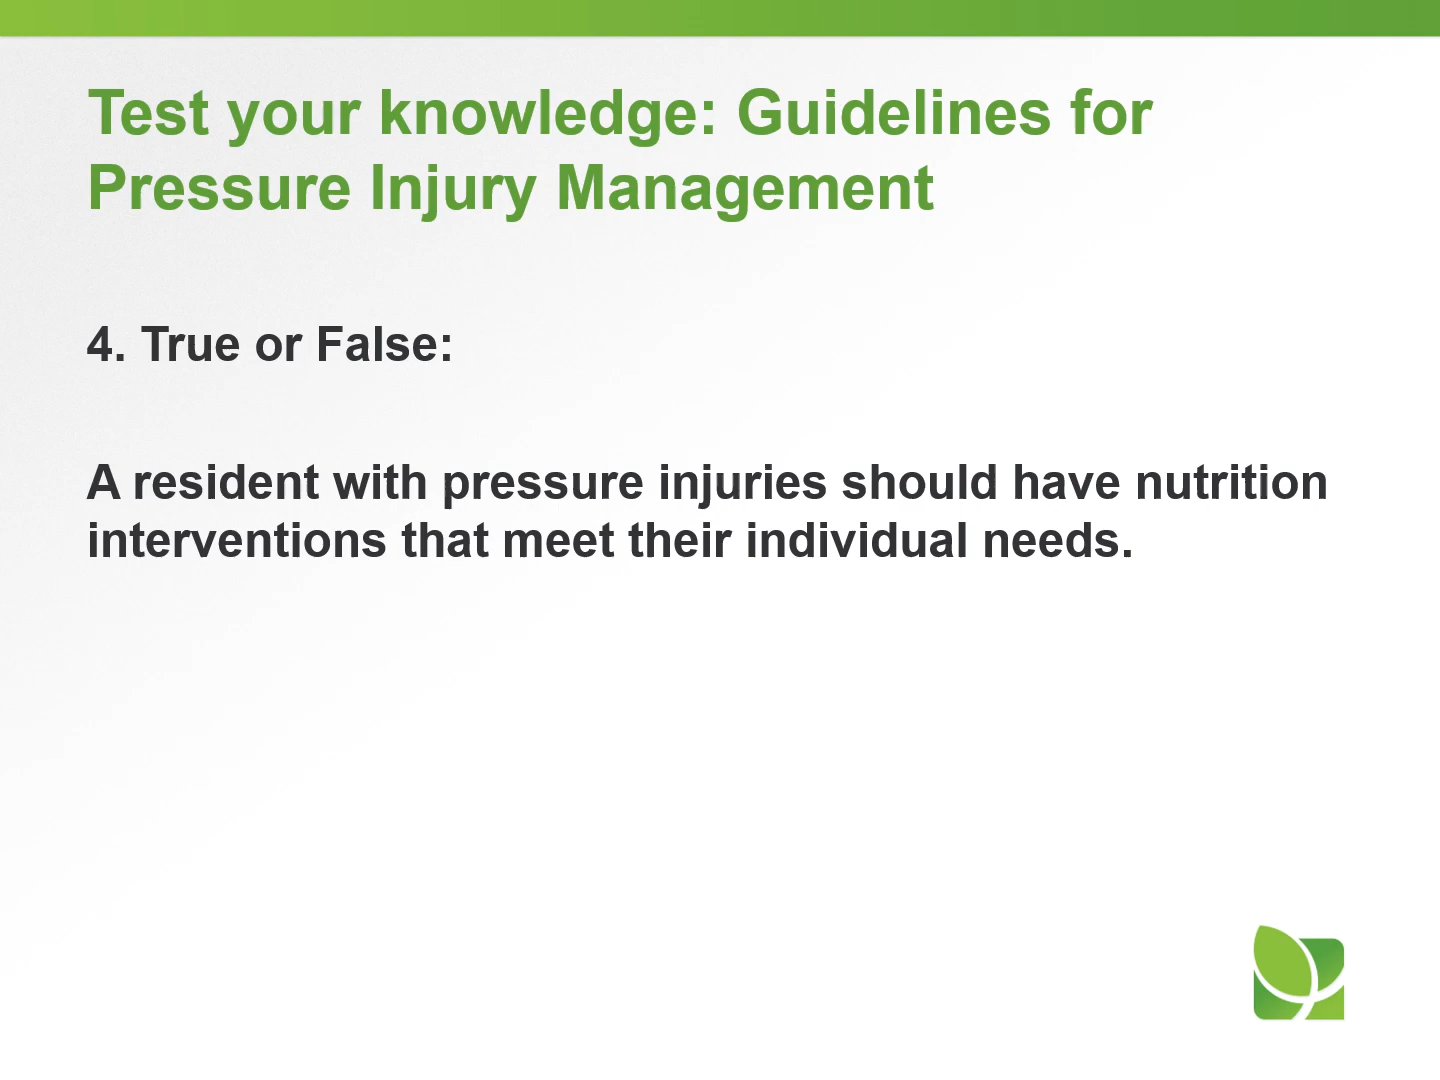 Test your knowledge: Guidelines for
Pressure Injury Management
4. True or False:
A resident with pressure injuries should have nutrition
interventions that meet their individual needs.